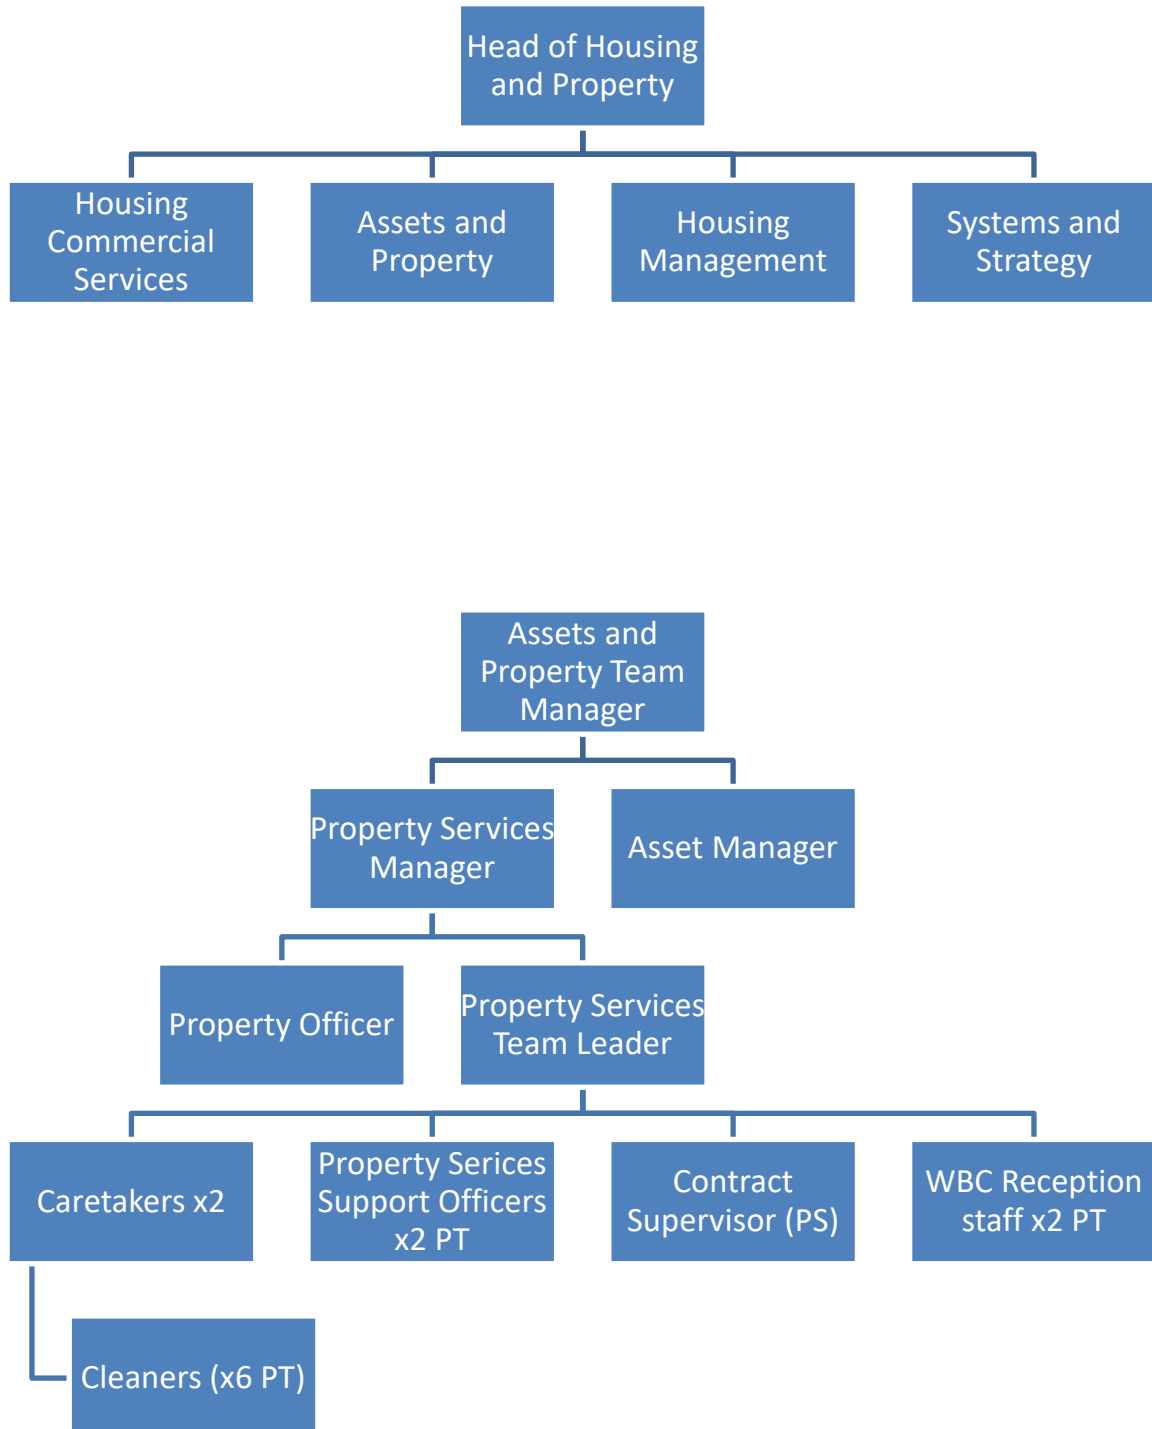 Head of Housing
and Property
Housing
Commercial
Services
Assets and
Property
Housing
Management
Systems and
Strategy
Assets and
Property Team
Manager
Property Services
Manager
Asset Manager
Property Officer
Property Services
Team Leader
Caretakers x2
Property Serices
Support Officers
x2 PT
Contract
Supervisor (PS)
WBC Reception
staff x2 PT
Cleaners (x6 PT)